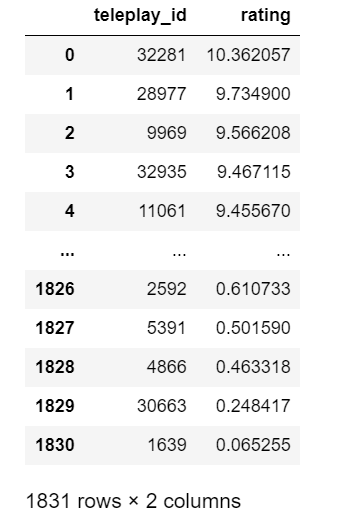 teleplay_id rating
0 32281 10.362057
1 28977 9.734900
2 9969 9.566208
3 32935 9.467115
4 11061 9.455670
... ... ...
1826 2592 0.610733
1827 5391 0.501590
1828 4866 0.463318
1829 30663 0.248417
1830 1639 0.065255
1831 rows × 2 columns